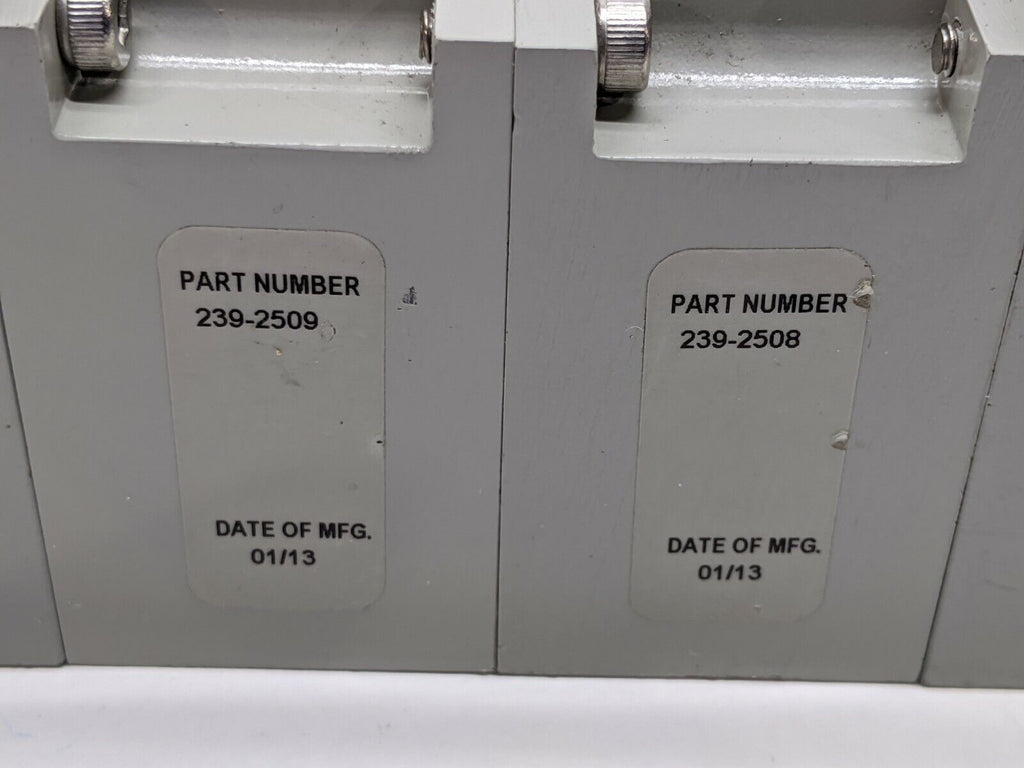 PART NUMBER
239-2509
DATE OF MFG.
01/13
PART NUMBER
239-2508
DATE OF MFG.
01/13